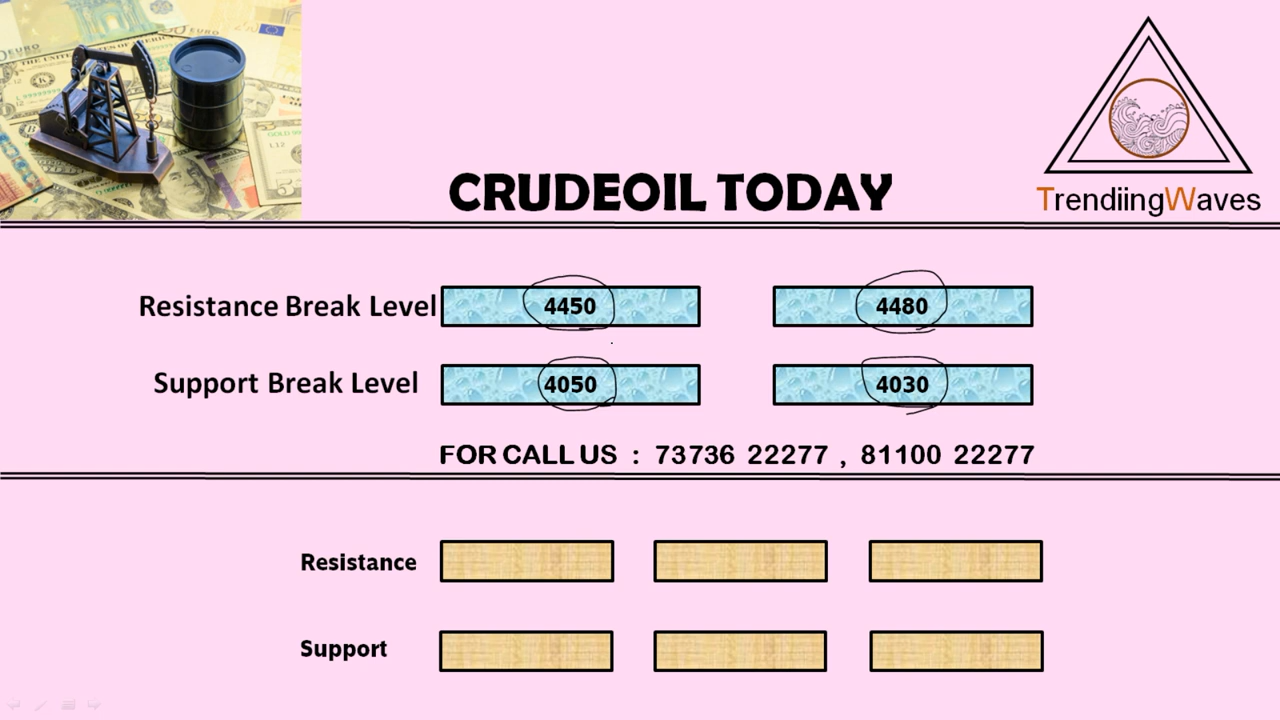 CRUDEOIL TODAY
TrendiingWaves
Resistance Break Level 4450 4480
Support Break Level 4050 4030
FOR CALL US : 73736 22277 , 81100 22277
Resistance
Support